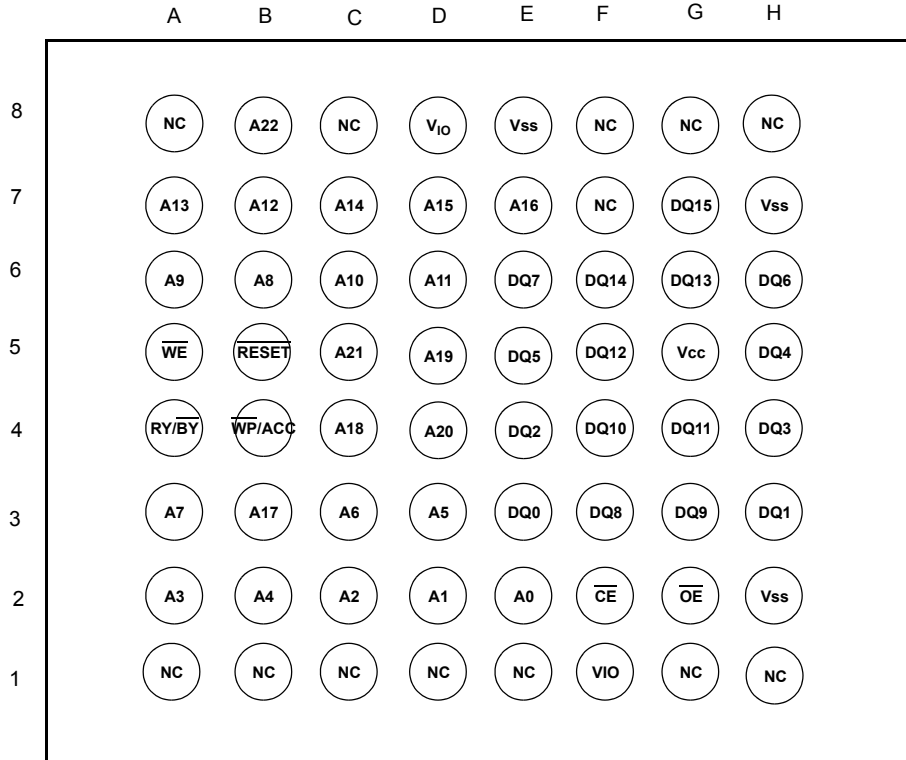 A B C D E F G H
8 NC A22 NC VIO Vss NC NC NC
7 A13 A12 A14 A15 A16 NC DQ15 Vss
6 A9 A8 A10 A11 DQ7 DQ14 DQ13 DQ6
5 WE RESET A21 A19 DQ5 DQ12 Vcc DQ4
4 RY/BY WP/ACC A18 A20 DQ2 DQ10 DQ11 DQ3
3 A7 A17 A6 A5 DQ0 DQ8 DQ9 DQ1
2 A3 A4 A2 A1 A0 CE OE Vss
1 NC NC NC NC NC VIO NC NC